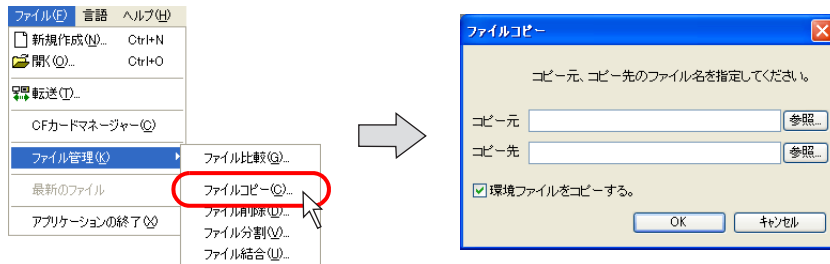 ファイル(F) 言語 ヘルプ(H)
新規作成(N)... Ctrl+N
開く(O)... Ctrl+O
転送(T)...
CFカードマネージャー(C)
ファイル管理(K)
最新のファイル
アプリケーションの終了(X)
ファイル比較(G)...
ファイルコピー(C)...
ファイル削除(D)...
ファイル分割(V)...
ファイル結合(U)...
ファイルコピー
コピー元、コピー先のファイル名を指定してください。
コピー元 参照...
コピー先 参照...
環境ファイルをコピーする。
OK キャンセル